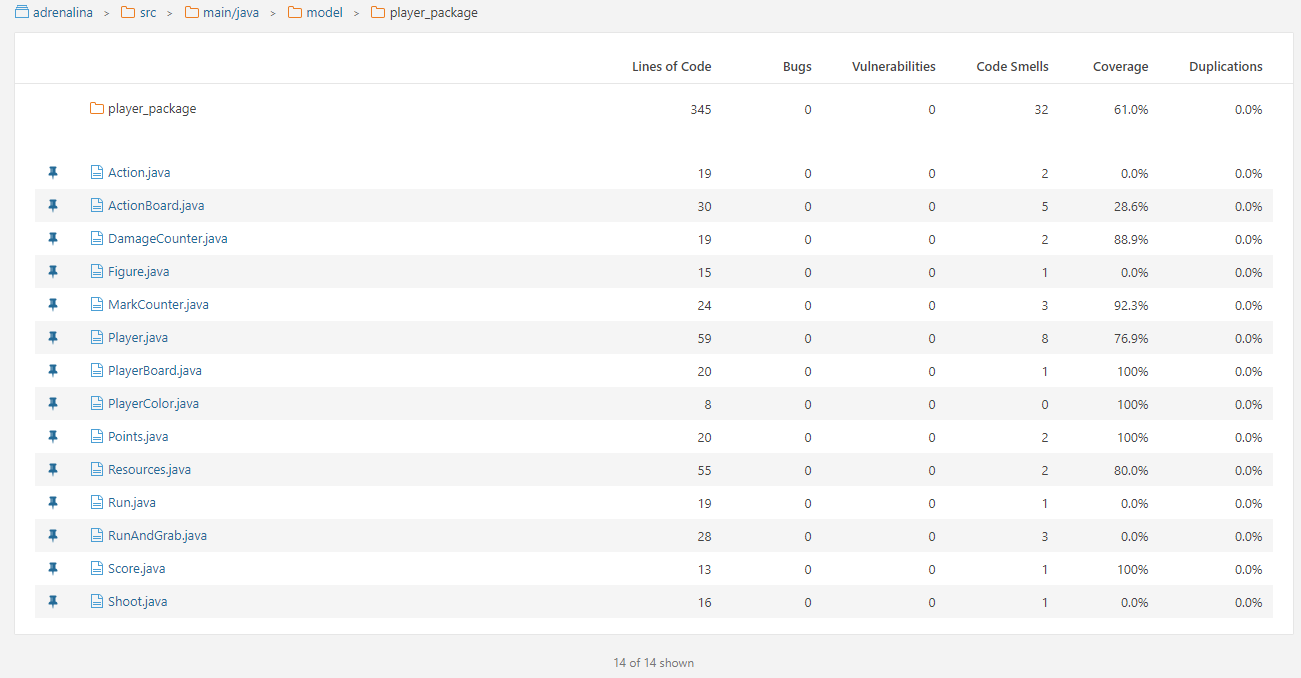 adrenalina > src > main/java > model > player_package
Lines of Code Bugs Vulnerabilities Code Smells Coverage Duplications
player_package 345 0 0 32 61.0% 0.0%
Action.java 19 0 0 2 0.0% 0.0%
ActionBoard.java 30 0 0 5 28.6% 0.0%
DamageCounter.java 19 0 0 2 88.9% 0.0%
Figure.java 15 0 0 1 0.0% 0.0%
MarkCounter.java 24 0 0 3 92.3% 0.0%
Player.java 59 0 0 8 76.9% 0.0%
PlayerBoard.java 20 0 0 1 100% 0.0%
PlayerColor.java 8 0 0 0 100% 0.0%
Points.java 20 0 0 2 100% 0.0%
Resources.java 55 0 0 2 80.0% 0.0%
Run.java 19 0 0 1 0.0% 0.0%
RunAndGrab.java 28 0 0 3 0.0% 0.0%
Score.java 13 0 0 1 100% 0.0%
Shoot.java 16 0 0 1 0.0% 0.0%
14 of 14 shown